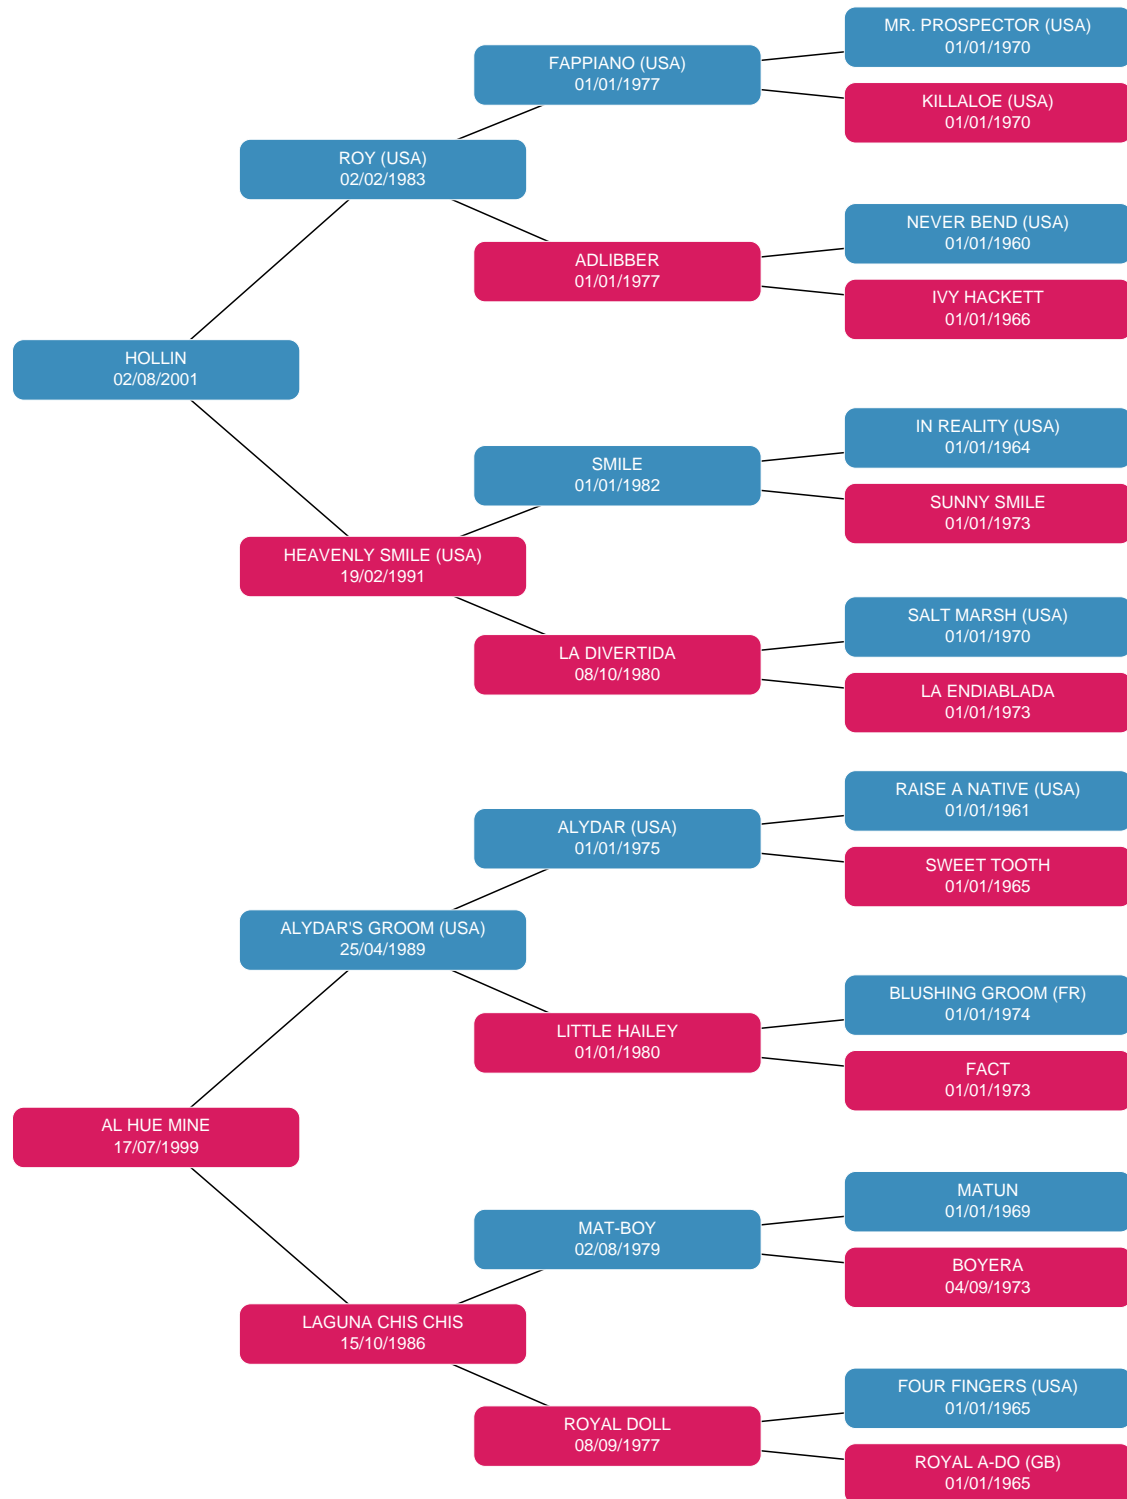 MR. PROSPECTOR (USA)
01/01/1970
FAPPIANO (USA)
01/01/1977
KILLALOE (USA)
01/01/1970
ROY (USA)
02/02/1983
NEVER BEND (USA)
01/01/1960
ADLIBBER
01/01/1977
IVY HACKETT
01/01/1966
HOLLIN
02/08/2001
IN REALITY (USA)
01/01/1964
SMILE
01/01/1982
SUNNY SMILE
01/01/1973
HEAVENLY SMILE (USA)
19/02/1991
SALT MARSH (USA)
01/01/1970
LA DIVERTIDA
08/10/1980
LA ENDIABLADA
01/01/1973
RAISE A NATIVE (USA)
01/01/1961
ALYDAR (USA)
01/01/1975
SWEET TOOTH
01/01/1965
ALYDAR'S GROOM (USA)
25/04/1989
BLUSHING GROOM (FR)
01/01/1974
LITTLE HAILEY
01/01/1980
FACT
01/01/1973
AL HUE MINE
17/07/1999
MATUN
01/01/1969
MAT-BOY
02/08/1979
BOYERA
04/09/1973
LAGUNA CHIS CHIS
15/10/1986
FOUR FINGERS (USA)
01/01/1965
ROYAL DOLL
08/09/1977
ROYAL A-DO (GB)
01/01/1965